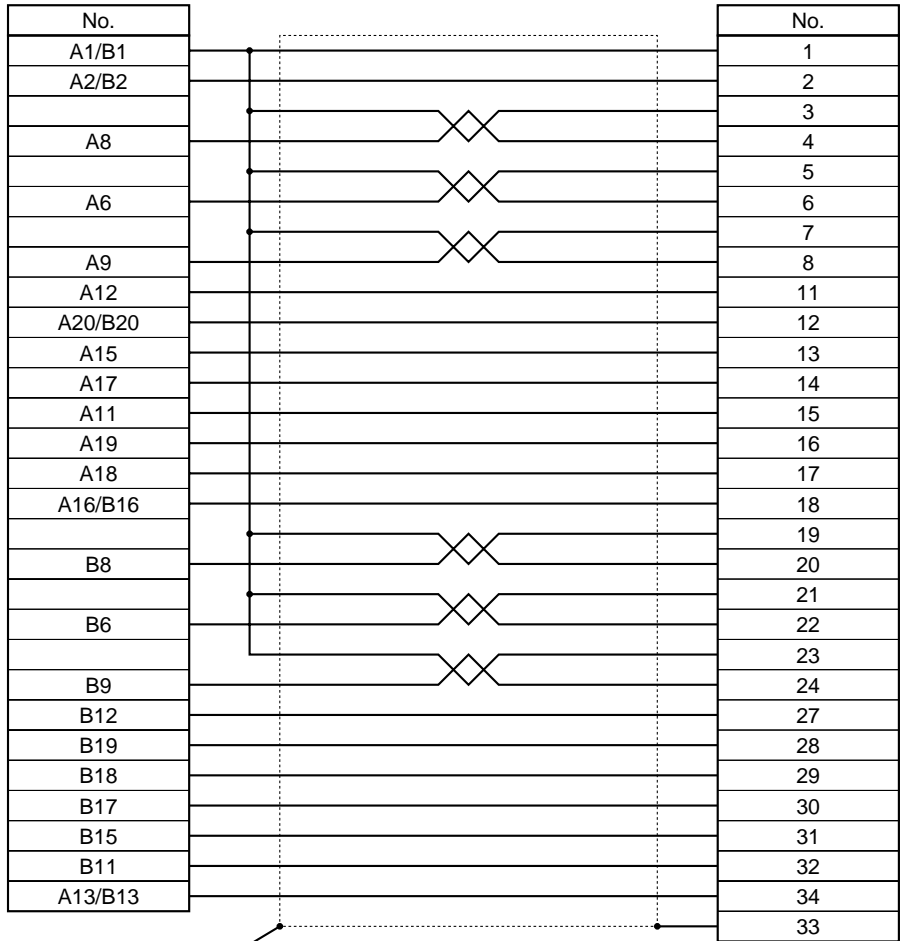 No. No.
A1/B1 1
A2/B2 2
3
A8 4
5
A6 6
7
A9 8
A12 11
A20/B20 12
A15 13
A17 14
A11 15
A19 16
A18 17
A16/B16 18
19
B8 20
21
B6 22
23
B9 24
B12 27
B19 28
B18 29
B17 30
B15 31
B11 32
A13/B13 34
33